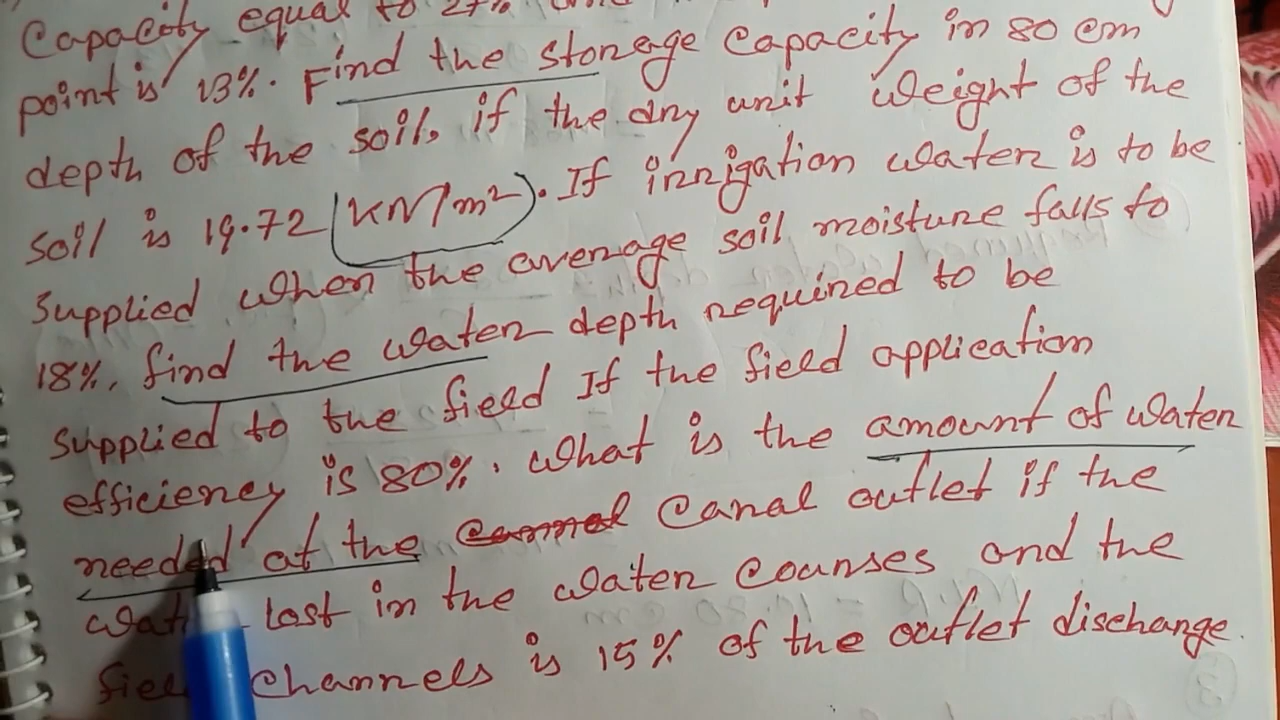 Capacity equal to 27%
point is 13%. Find the storage capacity in 80 cm
depth of the soil, if the dry unit weight of the
soil is 19.72 (KN/m²). If irrigation water is to be
Supplied when the average soil moisture falls to
18%, find the water depth required to be
supplied to the field If the field application
efficiency is 80%. What is the amount of water
needed at the canal outlet if the
lost in the water courses and the
channels is 15% of the outlet discharge.